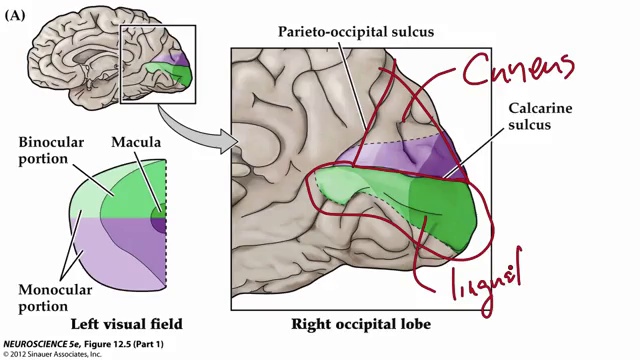 (A)
Parieto-occipital sulcus
Cuneus
Calcarine
sulcus
Binocular
portion
Macula
Monocular
portion
lingual
Left visual field
Right occipital lobe
NEUROSCIENCE 5e, Figure 12.5 (Part 1)
© 2012 Sinauer Associates, Inc.